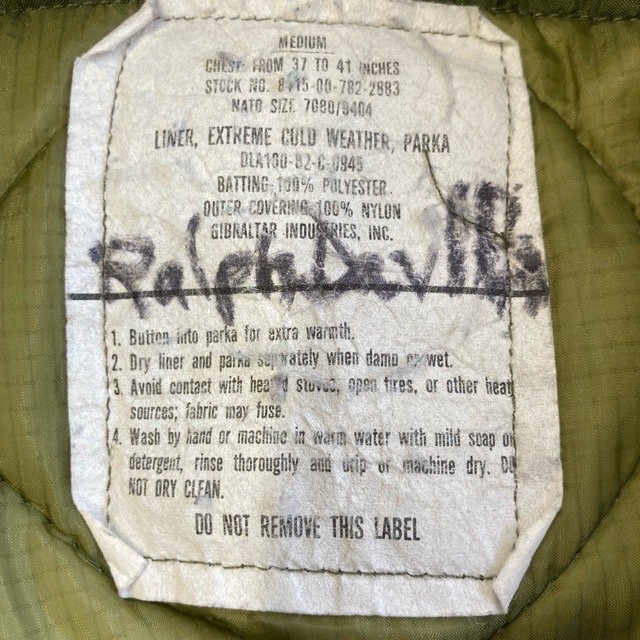 MEDIUM
CHEST: FROM 37 TO 41 INCHES
STOCK NO. 8415-00-782-2883
NATO SIZE 7080/9404
LINER, EXTREME COLD WEATHER, PARKA
DLA100-82-C-0945
BATTING 100% POLYESTER
OUTER COVERING 100% NYLON
GIBRALTAR INDUSTRIES, INC.
Ralph
1. Button into parka for extra warmth.
2. Dry liner and parka separately when damp or wet.
3. Avoid contact with heated stoves, open fires, or other heat
sources; fabric may fuse.
4. Wash by hand or machine in warm water with mild soap or
detergent, rinse thoroughly and drip or machine dry. DO
NOT DRY CLEAN.
DO NOT REMOVE THIS LABEL